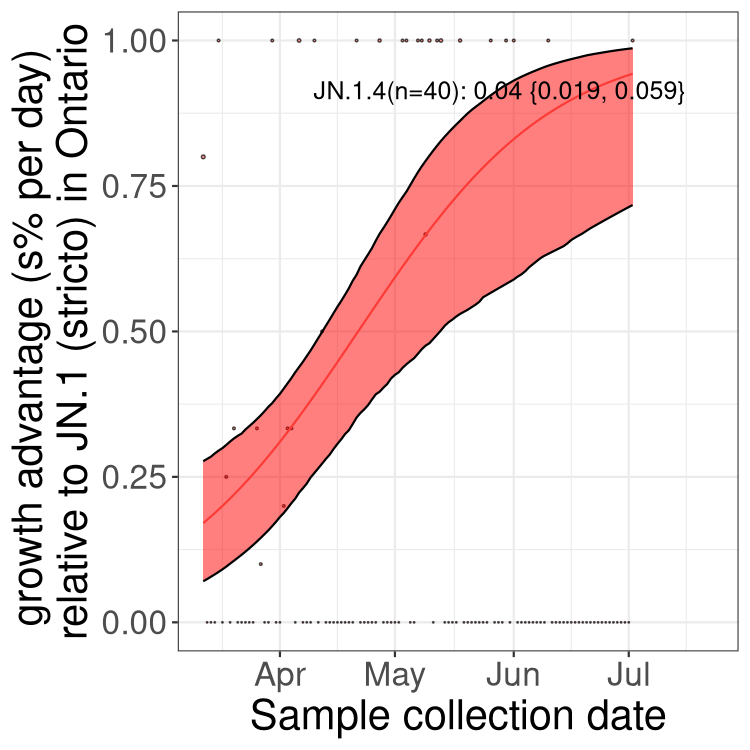 growth advantage (s% per day)
relative to JN.1 (stricto) in Ontario
1.00
0.75
0.50
0.25
0.00
JN.1.4(n=40): 0.04 {0.019, 0.059}
Apr May Jun Jul
Sample collection date